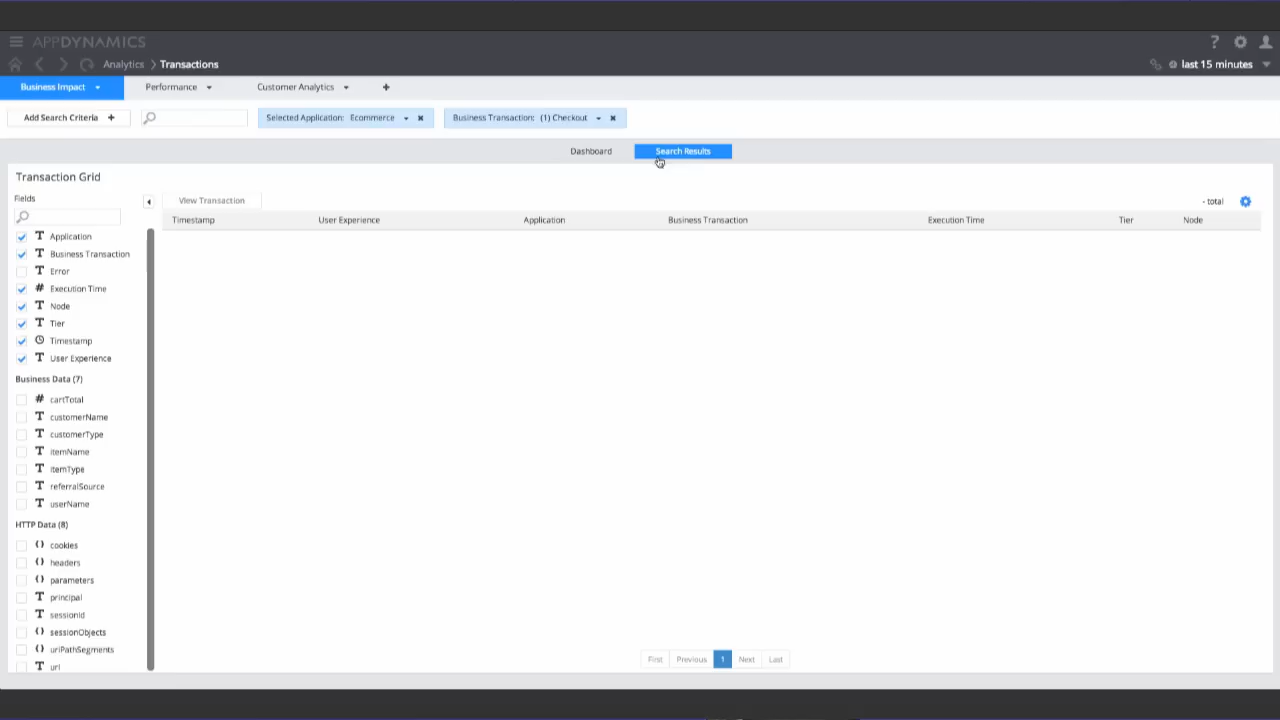 APPDYNAMICS
?
Analytics > Transactions
last 15 minutes
Business Impact
Performance
Customer Analytics
+
Add Search Criteria +
Selected Application: Ecommerce
Business Transaction: (1) Checkout
Dashboard
Search Results
Transaction Grid
Fields
View Transaction
- total
Timestamp
User Experience
Application
Business Transaction
Execution Time
Tier
Node
T Application
T Business Transaction
T Error
# Execution Time
T Node
T Tier
Timestamp
T User Experience
Business Data (7)
# cartTotal
T customerName
T customerType
T itemName
T itemType
T referralSource
T userName
HTTP Data (8)
{} cookies
{} headers
{} parameters
T principal
T sessionId
{} sessionObjects
{} uriPathSegments
T url
First
Previous
1
Next
Last